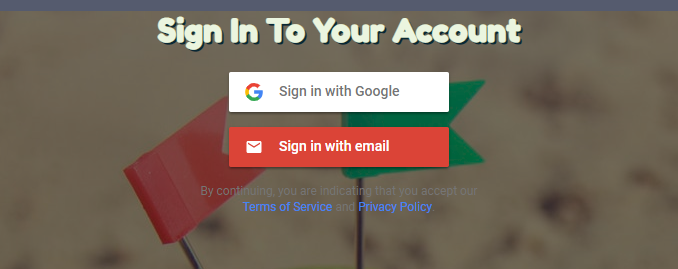 Sign In To Your Account
Sign in with Google
Sign in with email
By continuing, you are indicating that you accept our
Terms of Service and Privacy Policy.